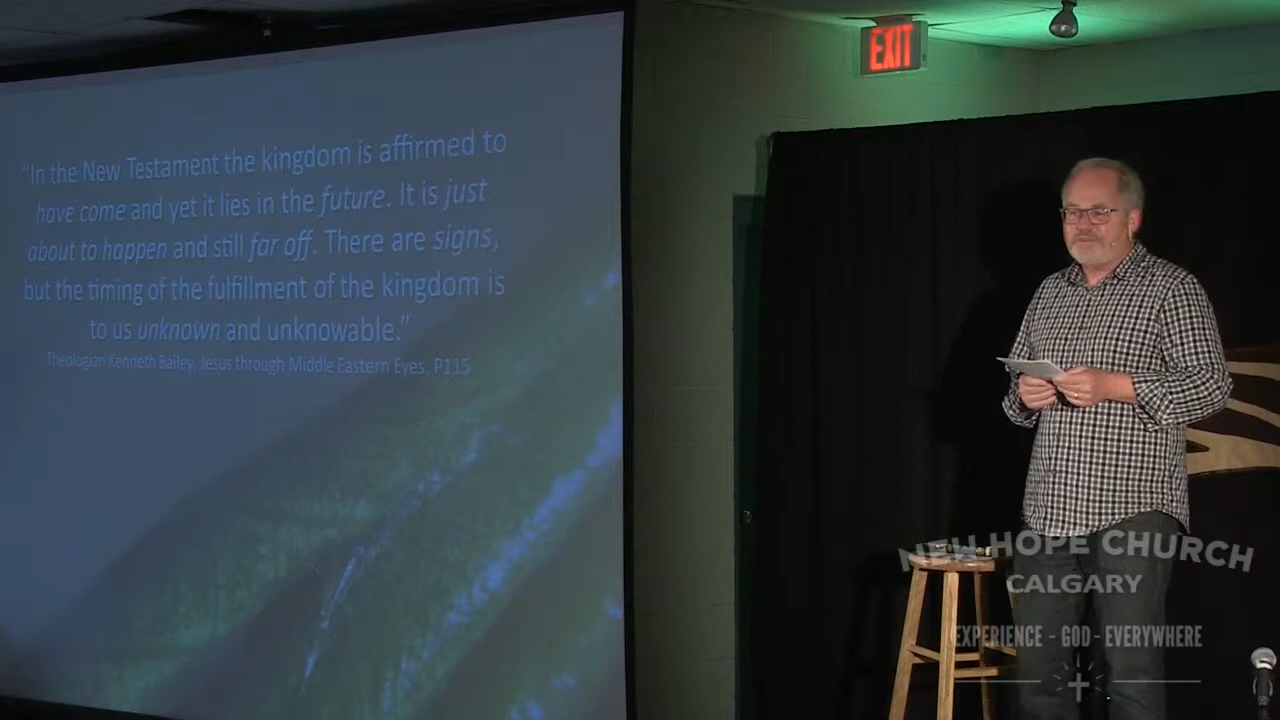 “In the New Testament the kingdom is affirmed to
have come and yet it lies in the future. It is just
about to happen and still far off. There are signs,
but the timing of the fulfillment of the kingdom is
to us unknown and unknowable.”
Theologian Kenneth Bailey, Jesus through Middle Eastern Eyes, P115
EXIT
NEW HOPE CHURCH
CALGARY
EXPERIENCE - GOD - EVERYWHERE